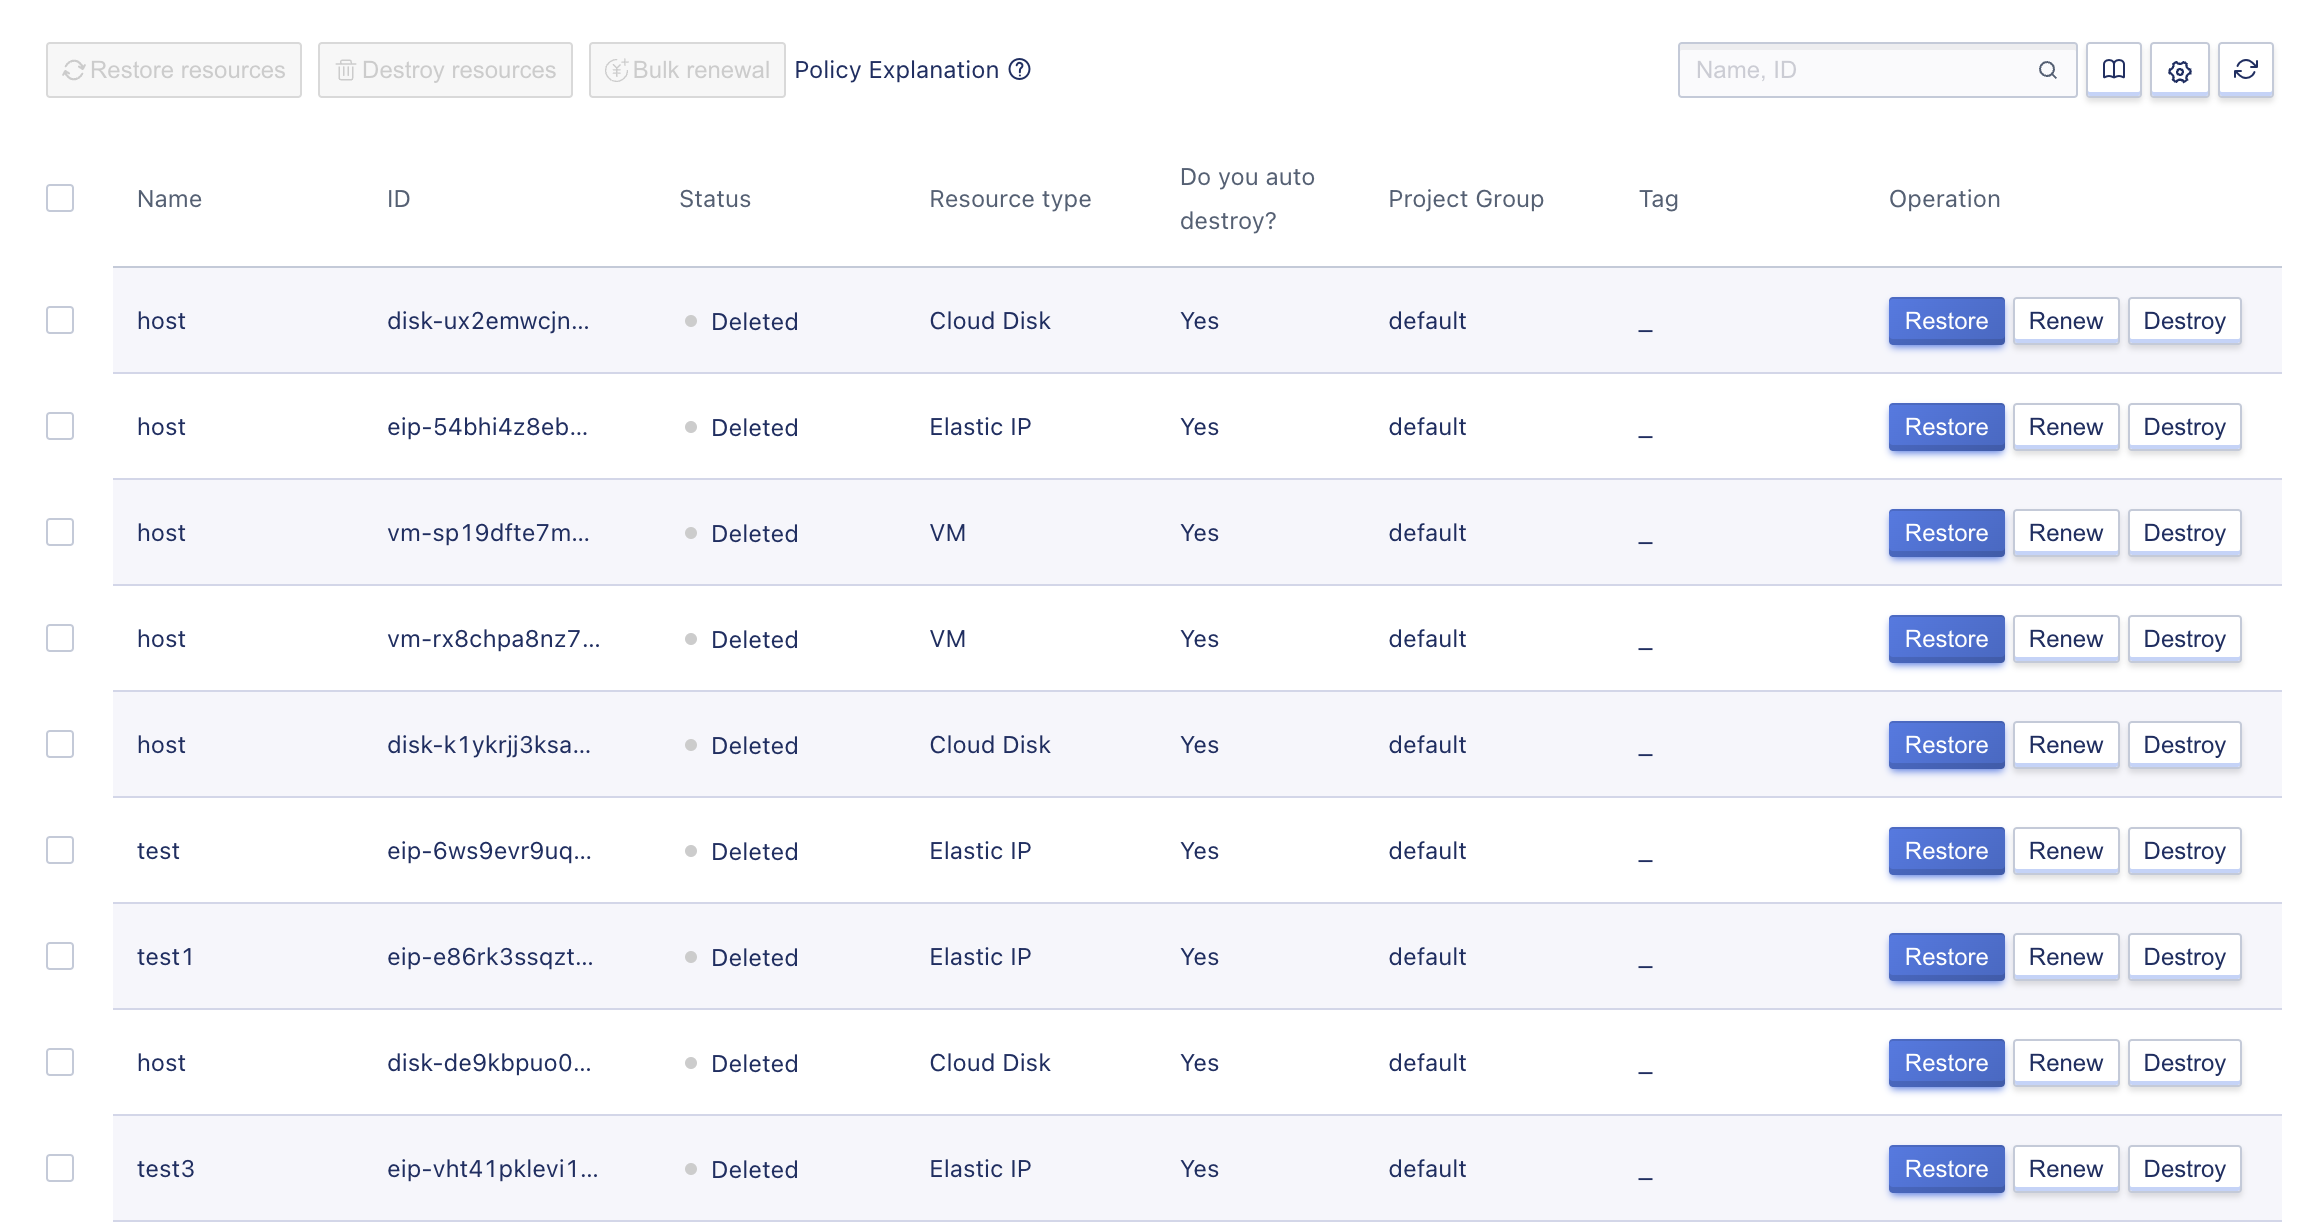 Restore resources Destroy resources Bulk renewal Policy Explanation Name, ID
Name ID Status Resource type Do you auto destroy? Project Group Tag Operation
host disk-ux2emwcjn... Deleted Cloud Disk Yes default _ Restore Renew Destroy
host eip-54bhi4z8eb... Deleted Elastic IP Yes default _ Restore Renew Destroy
host vm-sp19dfte7m... Deleted VM Yes default _ Restore Renew Destroy
host vm-rx8chpa8nz7... Deleted VM Yes default _ Restore Renew Destroy
host disk-k1ykrjj3ksa... Deleted Cloud Disk Yes default _ Restore Renew Destroy
test eip-6ws9evr9uq... Deleted Elastic IP Yes default _ Restore Renew Destroy
test1 eip-e86rk3ssqzt... Deleted Elastic IP Yes default _ Restore Renew Destroy
host disk-de9kbpuo0... Deleted Cloud Disk Yes default _ Restore Renew Destroy
test3 eip-vht41pklevi1... Deleted Elastic IP Yes default _ Restore Renew Destroy